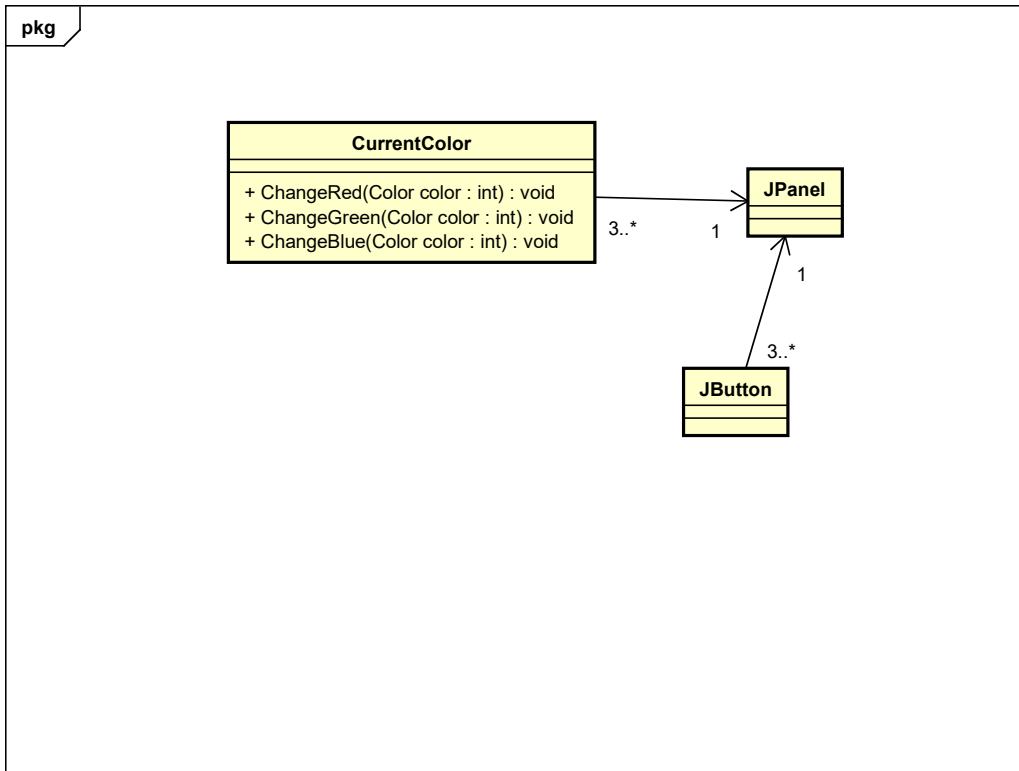 pkg
CurrentColor
+ ChangeRed(Color color : int) : void
+ ChangeGreen(Color color : int) : void
+ ChangeBlue(Color color : int) : void
3..*
1
JPanel
1
3..*
JButton